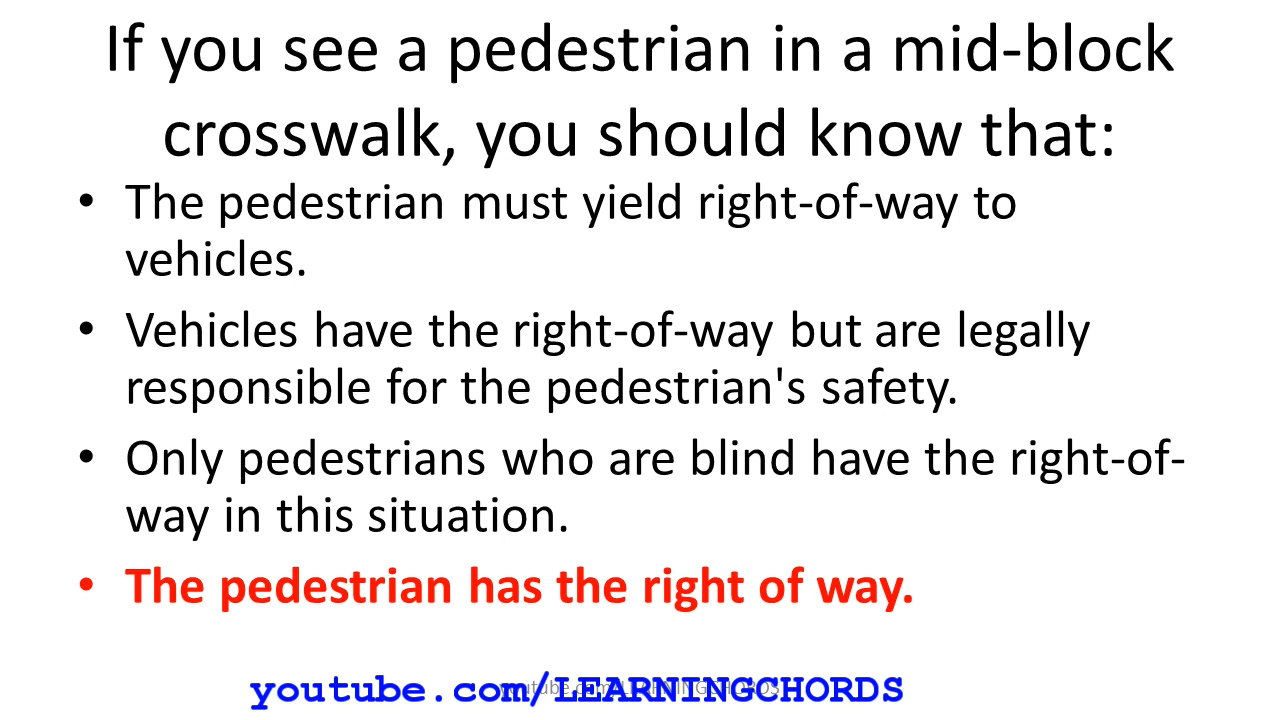 If you see a pedestrian in a mid-block
crosswalk, you should know that:
• The pedestrian must yield right-of-way to
vehicles.
• Vehicles have the right-of-way but are legally
responsible for the pedestrian's safety.
• Only pedestrians who are blind have the right-of-
way in this situation.
• The pedestrian has the right of way.
youtube.com/LEARNINGCHORDS
youtube.com/LEARNINGCHORDS